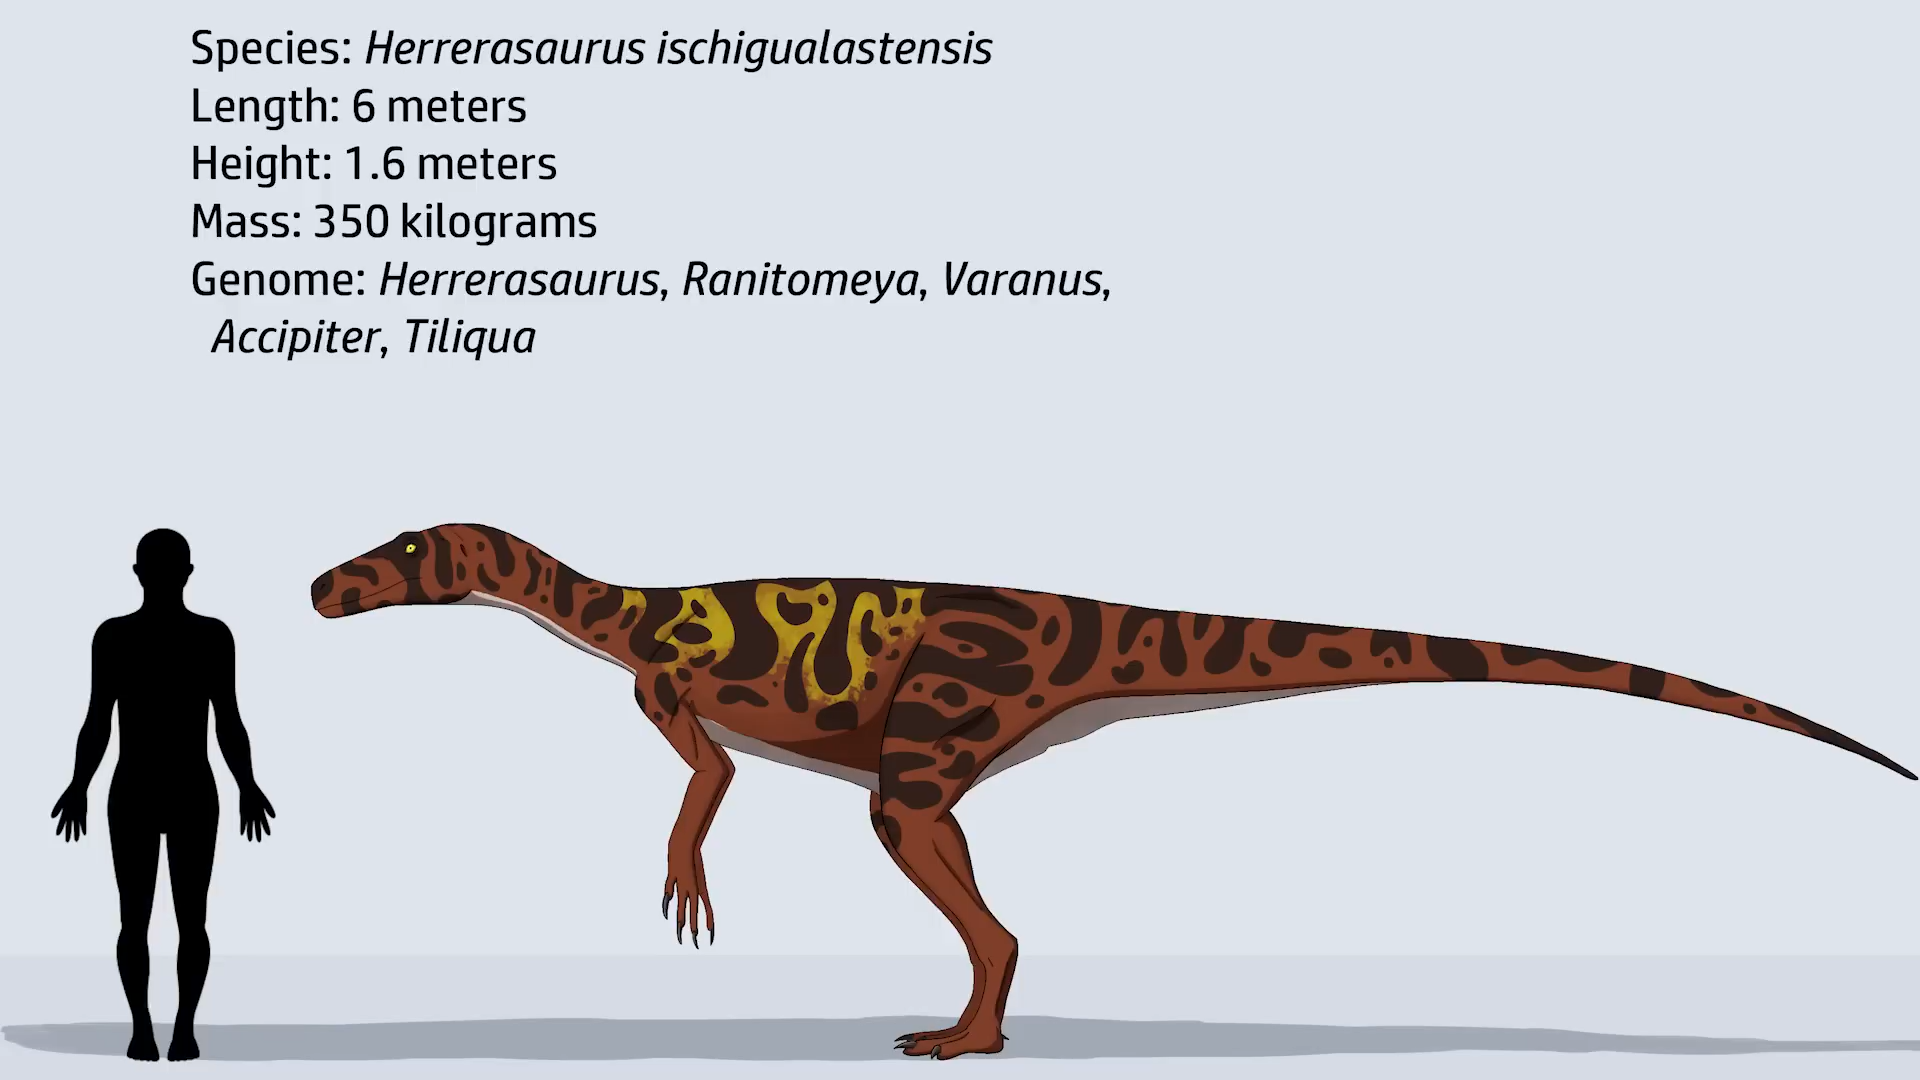 Species: Herrerasaurus ischigualastensis
Length: 6 meters
Height: 1.6 meters
Mass: 350 kilograms
Genome: Herrerasaurus, Ranitomeya, Varanus,
Accipiter, Tiliqua